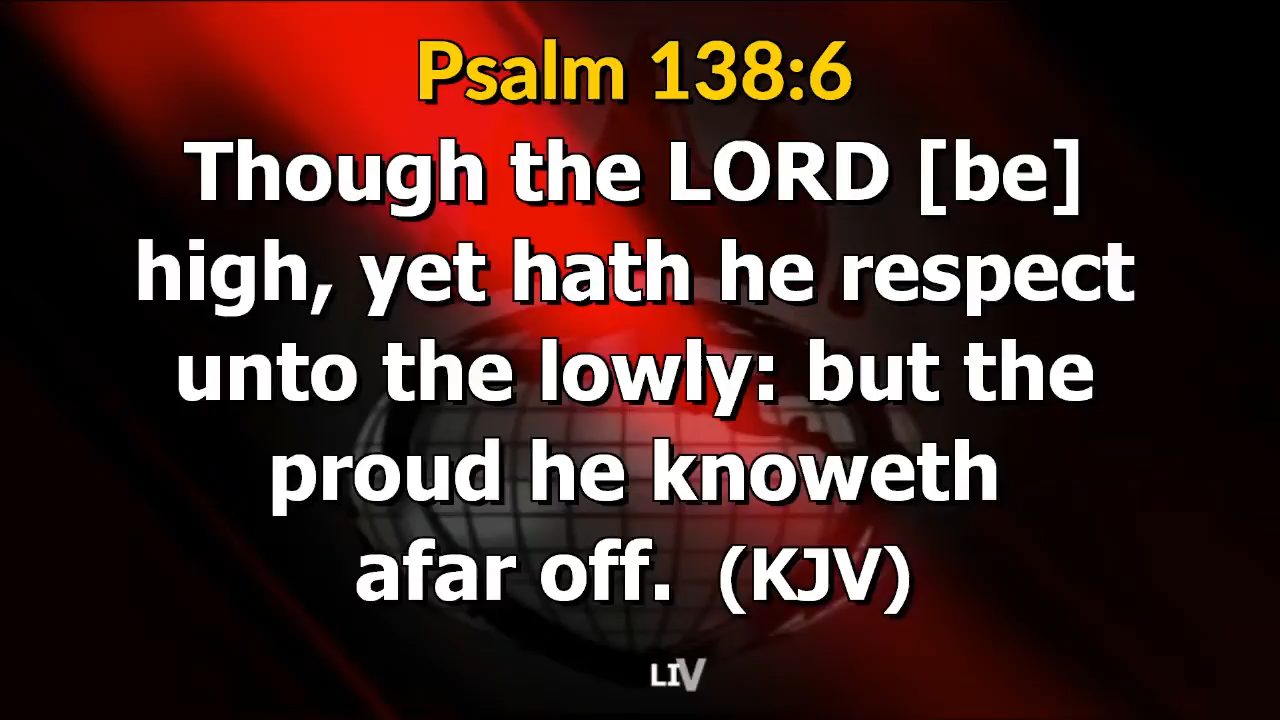 Psalm 138:6
Though the LORD [be]
high, yet hath he respect
unto the lowly: but the
proud he knoweth
afar off.  (KJV)
LIV